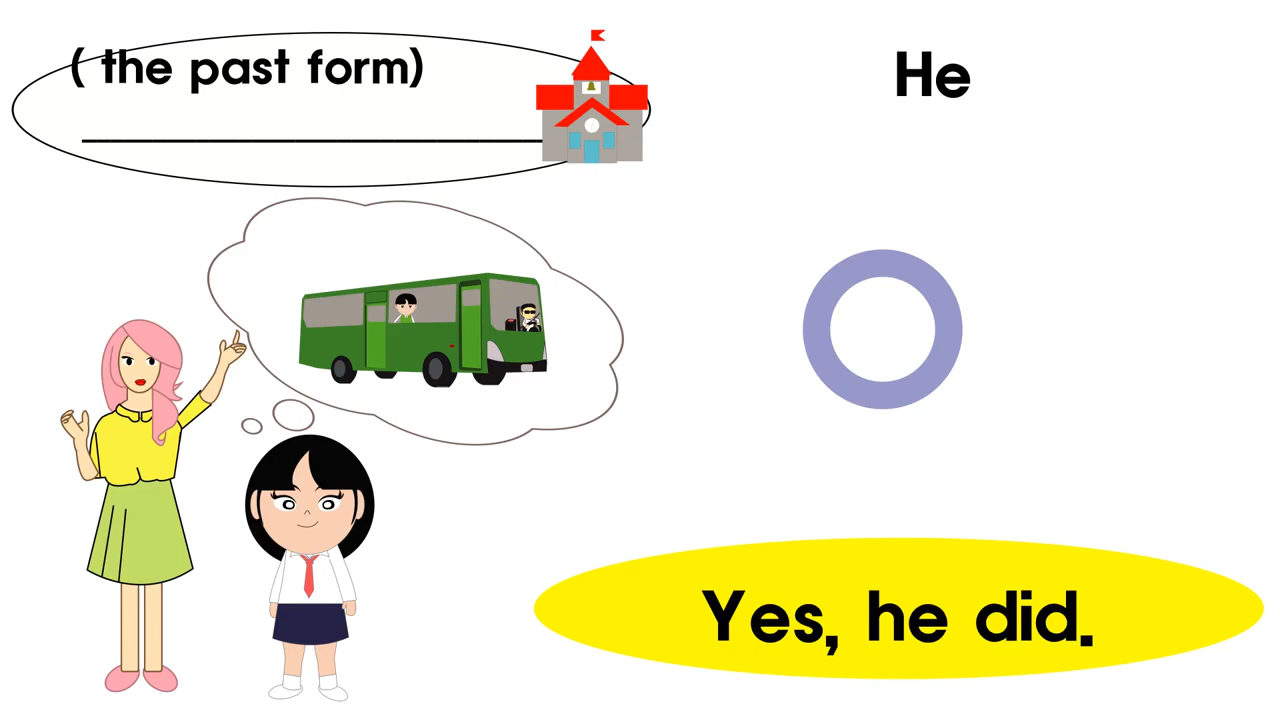 ( the past form)
He
Yes, he did.